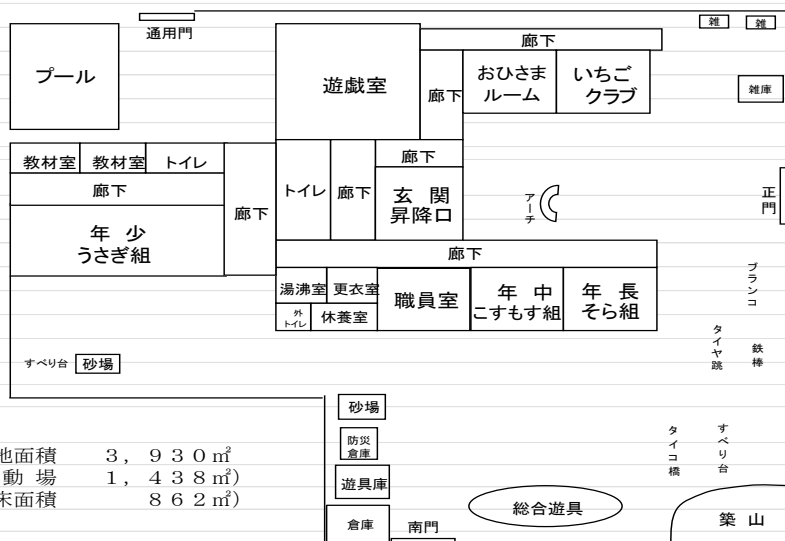 通用門
雑
雑
プール
遊戯室
廊下
廊下
おひさま
ルーム
いちご
クラブ
雑庫
教材室
教材室
トイレ
廊下
廊下
年 少
うさぎ組
トイレ
廊下
廊下
玄 関
昇降口
アーチ
正門
廊下
湯沸室
更衣室
外
トイレ
休養室
職員室
年 中
こすもす組
年 長
そら組
ブランコ
タイヤ跳
鉄棒
すべり台
砂場
砂場
防災
倉庫
遊具庫
倉庫
南門
総合遊具
タイコ橋
すべり台
築 山
地面積 3,930㎡
動 場 1,438㎡)
床面積 862㎡)